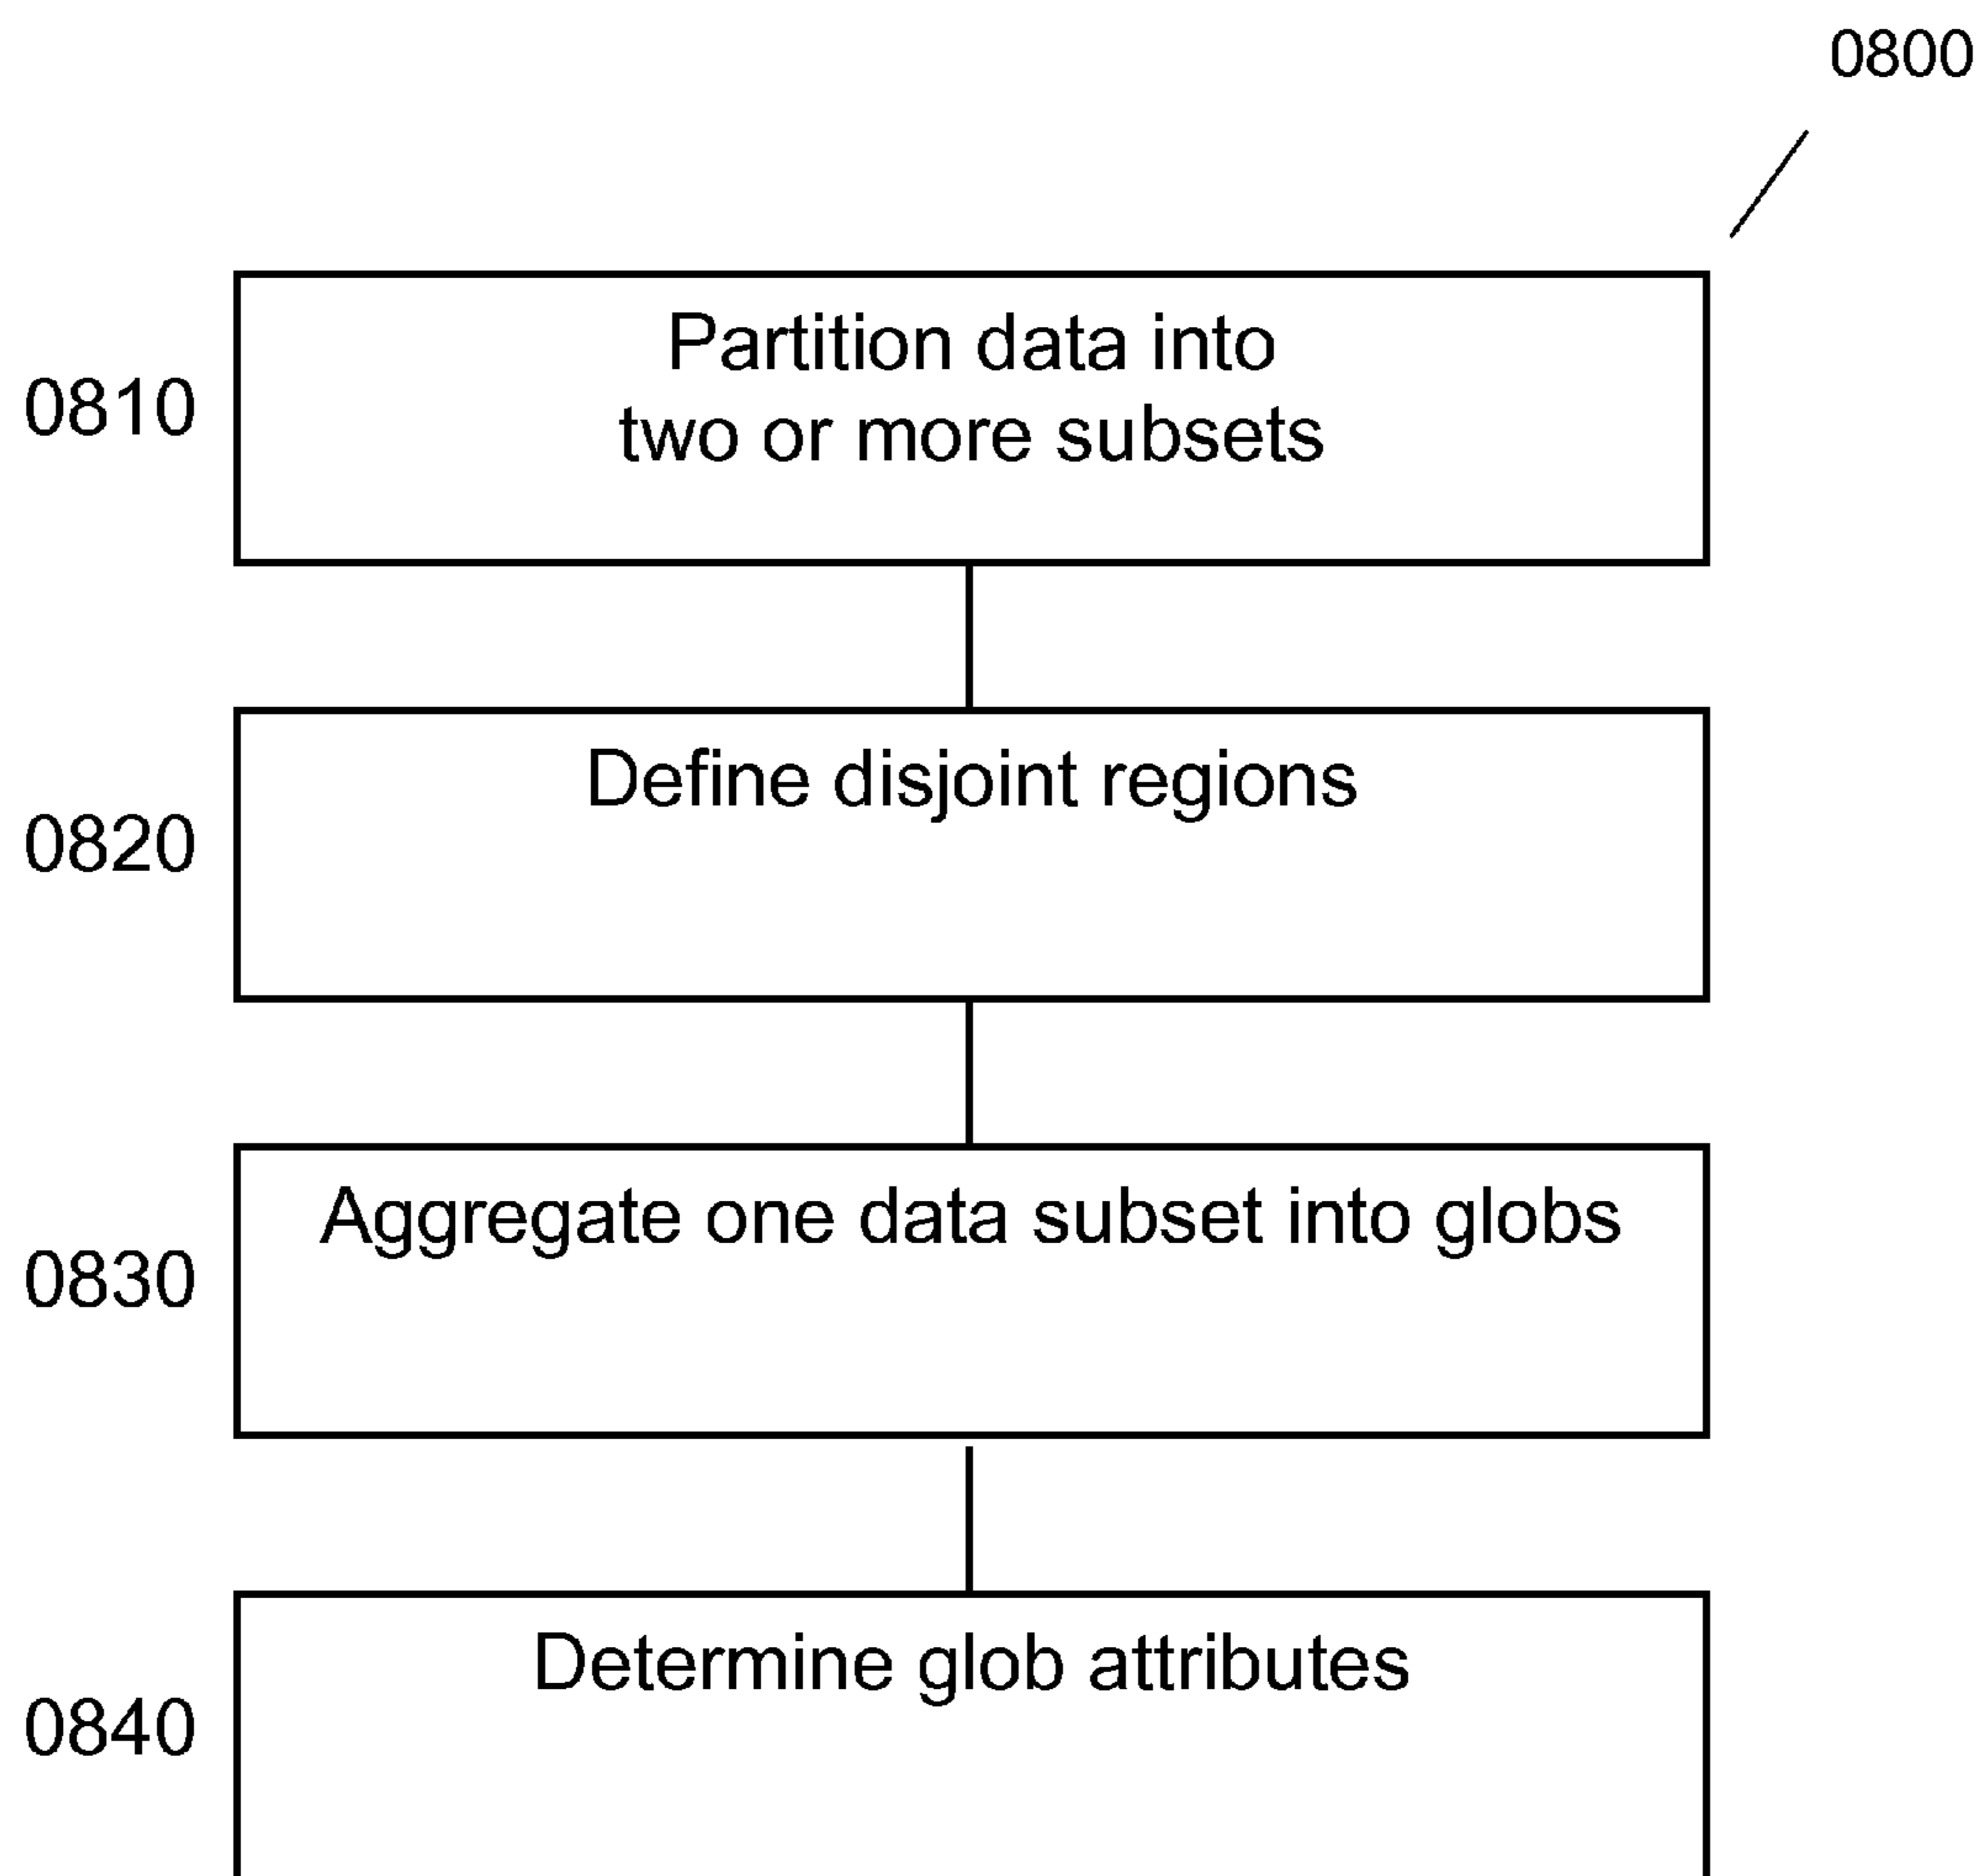 0800
0810
Partition data into
two or more subsets
0820
Define disjoint regions
0830
Aggregate one data subset into globs
0840
Determine glob attributes